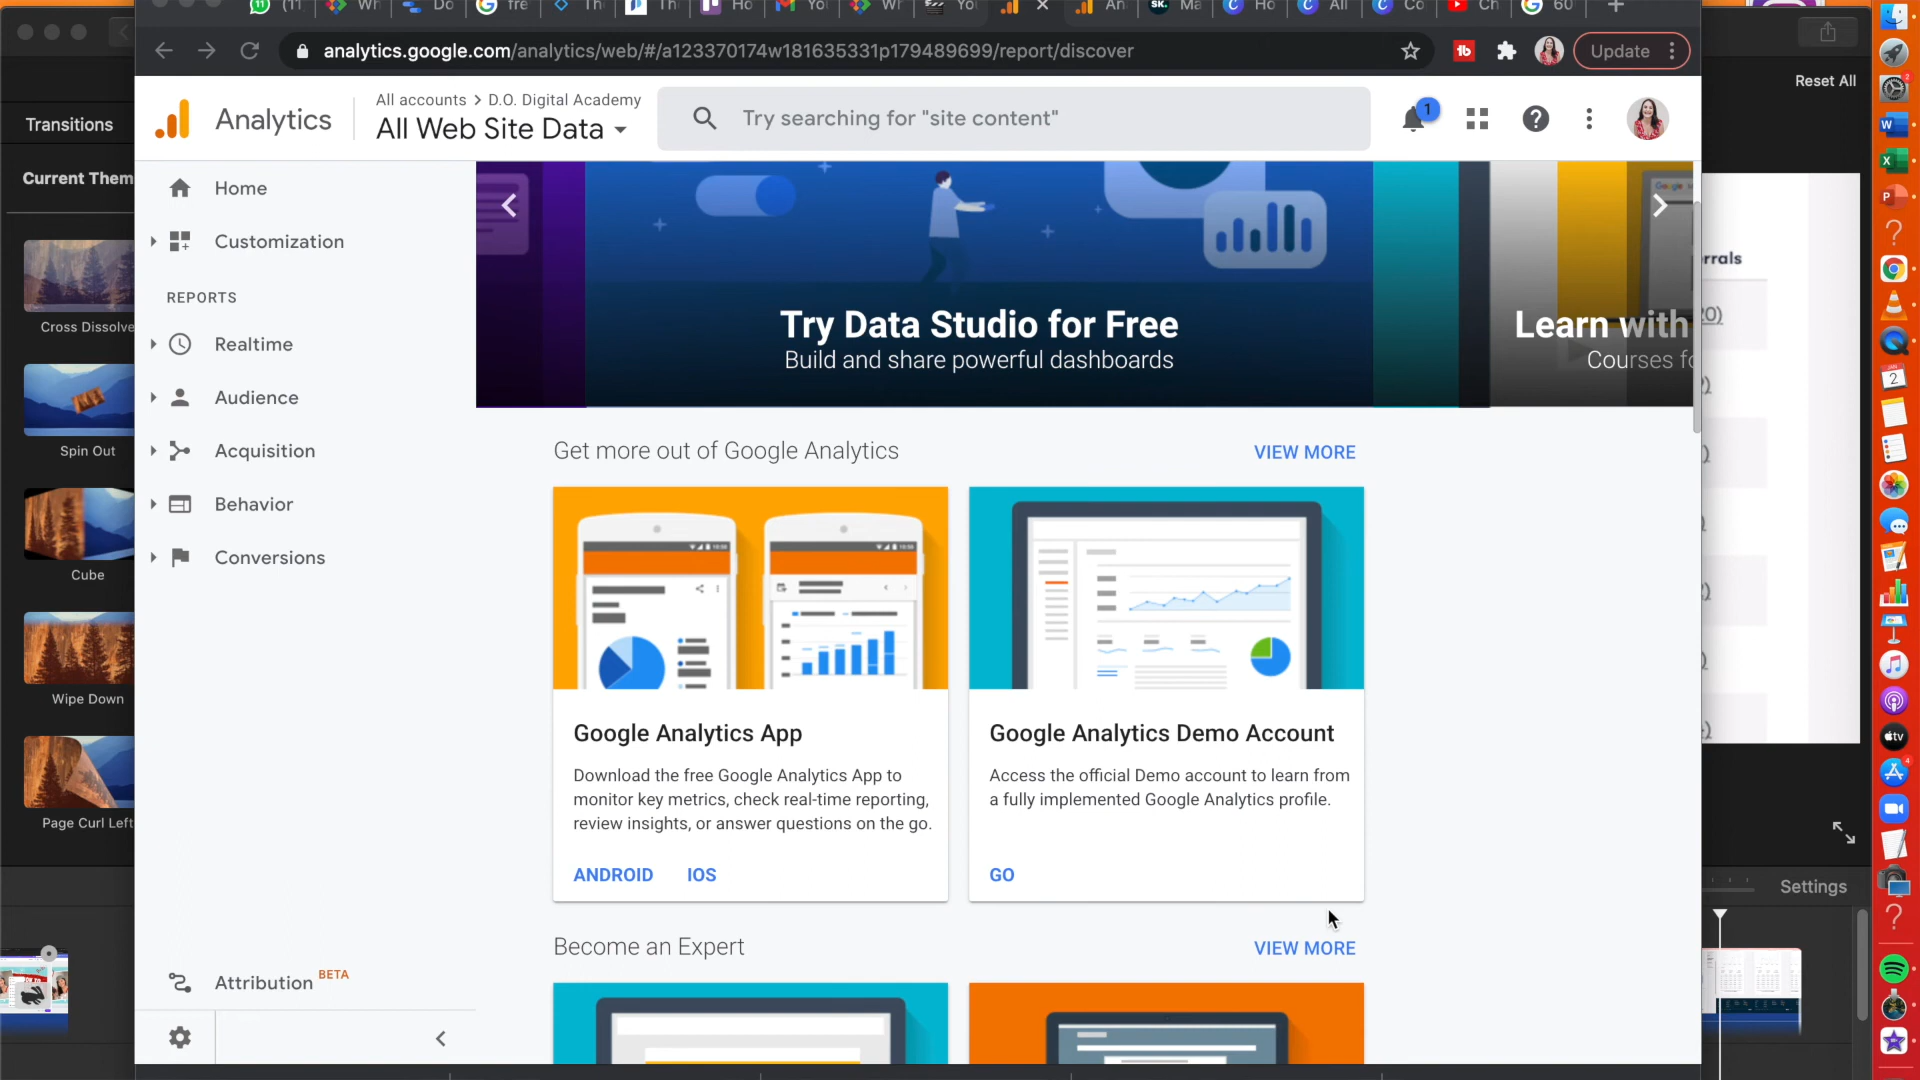 analytics.google.com/analytics/web/#/a123370174w181635331p179489699/report/discover
Update
Reset All
Transitions
Current Them
Cross Dissolve
Spin Out
Cube
Wipe Down
Page Curl Left
Analytics
All accounts > D.O. Digital Academy
All Web Site Data
Try searching for "site content"
1
Home
Customization
REPORTS
Realtime
Audience
Acquisition
Behavior
Conversions
Attribution BETA
Try Data Studio for Free
Build and share powerful dashboards
Learn with
Courses fo
Get more out of Google Analytics
VIEW MORE
Google Analytics App
Download the free Google Analytics App to
monitor key metrics, check real-time reporting,
review insights, or answer questions on the go.
ANDROID IOS
Google Analytics Demo Account
Access the official Demo account to learn from
a fully implemented Google Analytics profile.
GO
Become an Expert
VIEW MORE
rrals
Settings